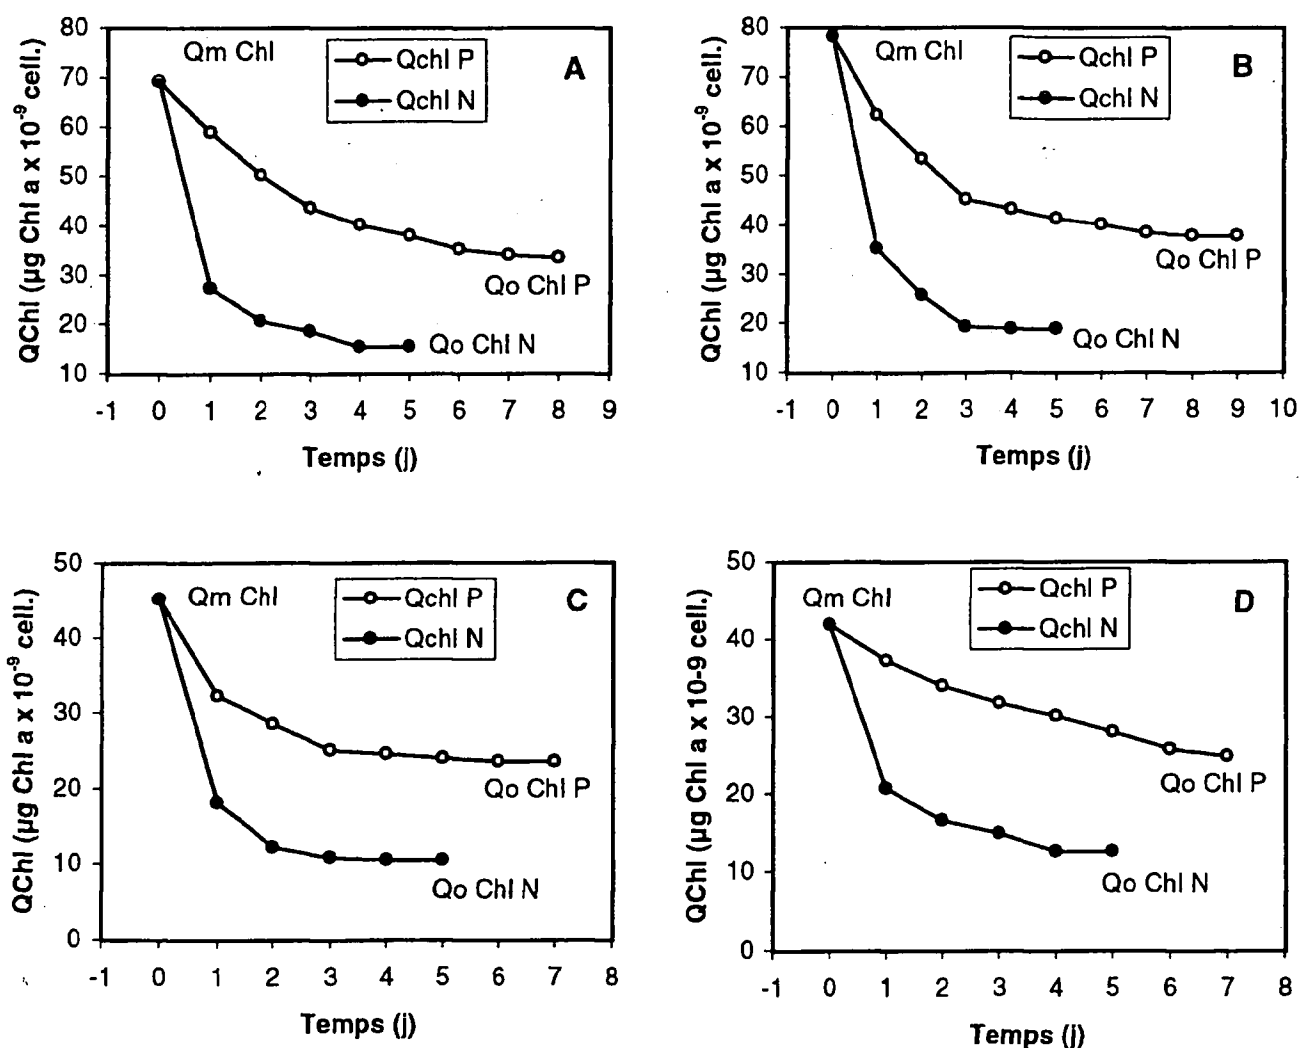 80
70
60
50
40
30
20
10
QChl (µg Chl a x 10⁻⁹ cell.)
Qm Chl
Qchl P
Qchl N
A
Qo Chl P
Qo Chl N
-1 0 1 2 3 4 5 6 7 8 9
Temps (j)
80
70
60
50
40
30
20
10
QChl (µg Chl a x 10⁻⁹ cell.)
Qm Chl
Qchl P
Qchl N
B
Qo Chl P
Qo Chl N
-1 0 1 2 3 4 5 6 7 8 9 10
Temps (j)
50
40
30
20
10
0
QChl (µg Chl a x 10⁻⁹ cell.)
Qm Chl
Qchl P
Qchl N
C
Qo Chl P
Qo Chl N
-1 0 1 2 3 4 5 6 7 8
Temps (j)
50
40
30
20
10
0
QChl (µg Chl a x 10-9 cell.)
Qm Chl
Qchl P
Qchl N
D
Qo Chl P
Qo Chl N
-1 0 1 2 3 4 5 6 7 8
Temps (j)